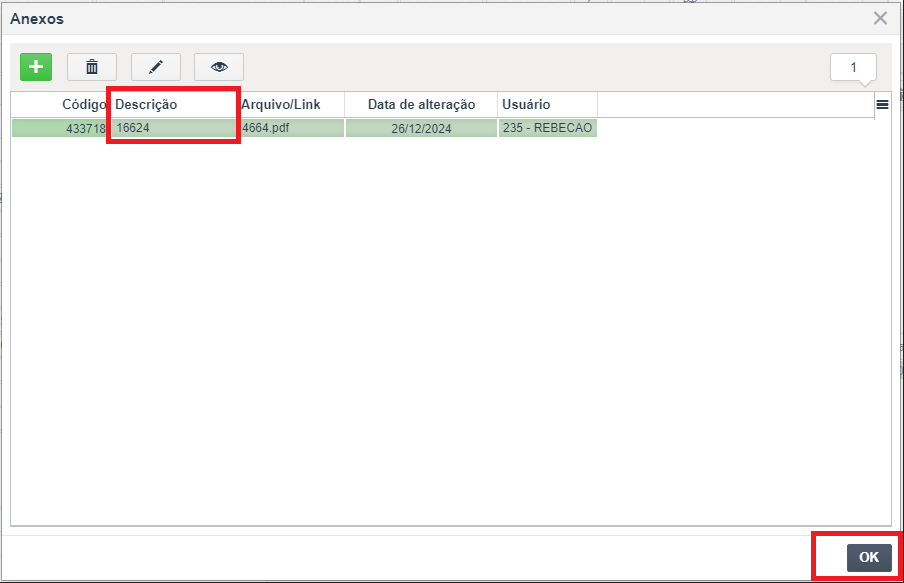 Anexos
1
Código Descrição Arquivo/Link Data de alteração Usuário
433718 16624 4664.pdf 26/12/2024 235 - REBECAO
OK